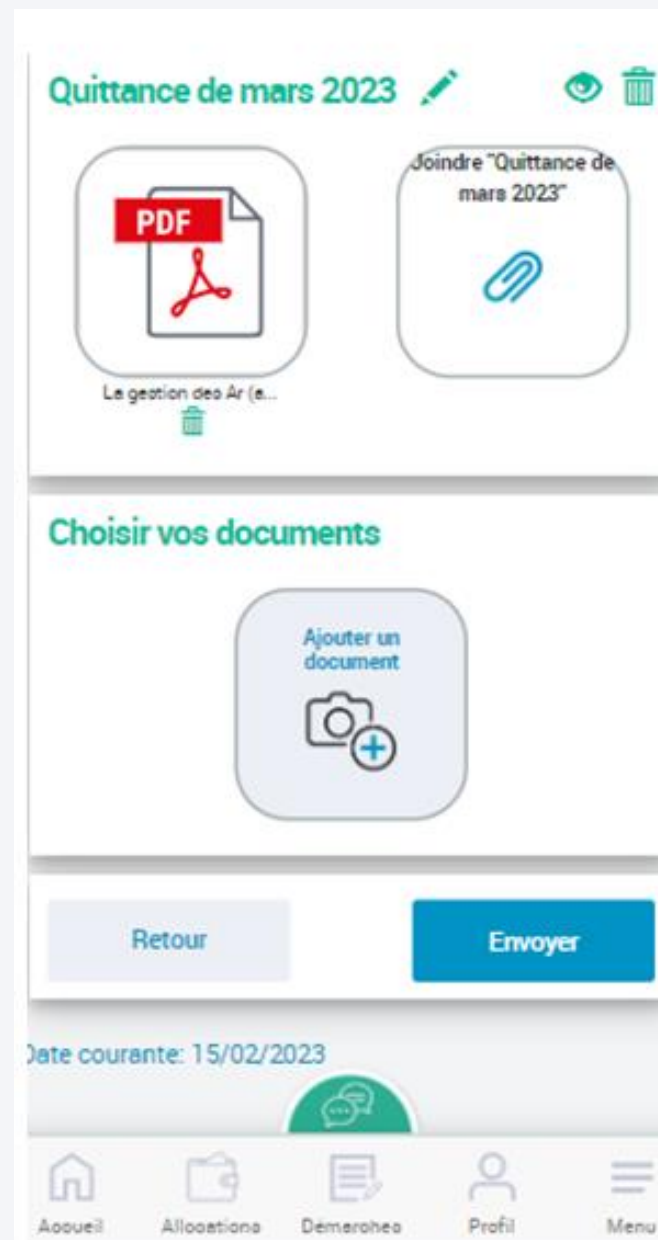 Quittance de mars 2023
Joindre "Quittance de
mars 2023"
PDF
La gestion des Ar (a...
Choisir vos documents
Ajouter un
document
Retour
Envoyer
Date courante: 15/02/2023
Accueil
Allocations
Démarches
Profil
Menu